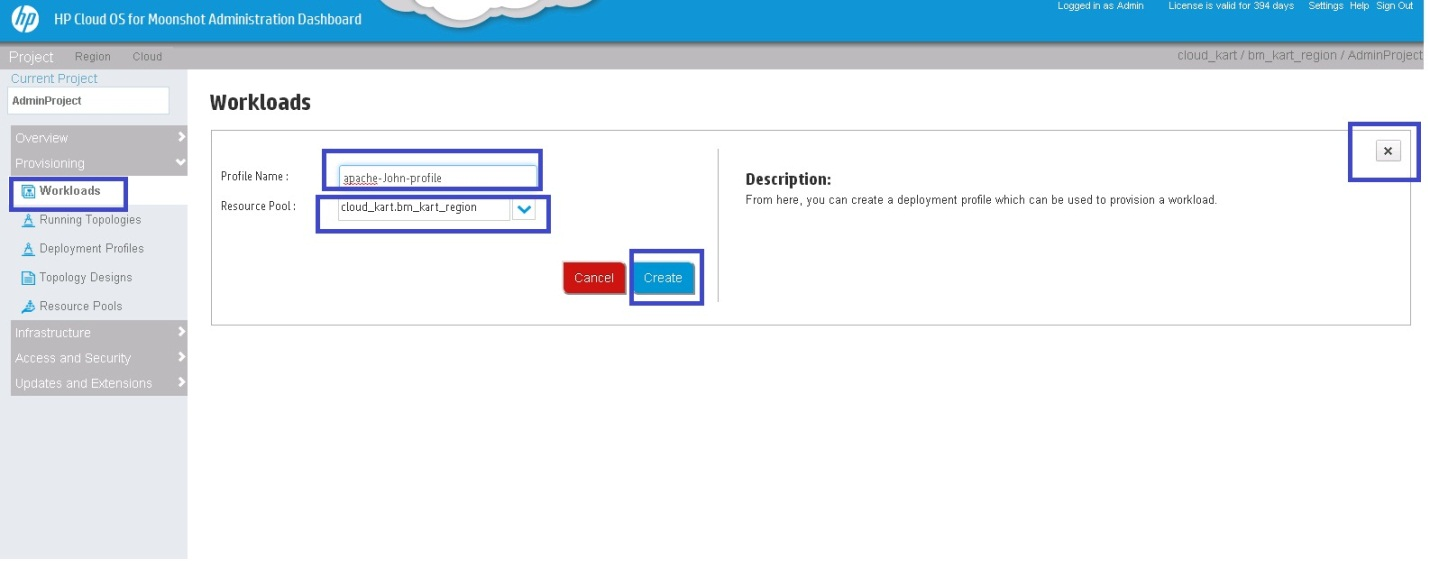 hp HP Cloud OS for Moonshot Administration Dashboard
Logged in as Admin License is valid for 394 days Settings Help Sign Out
Project Region Cloud
cloud_kart / bm_kart_region / AdminProject
Current Project
AdminProject
Workloads
Overview
Provisioning
Workloads
Running Topologies
Deployment Profiles
Topology Designs
Resource Pools
Infrastructure
Access and Security
Updates and Extensions
Profile Name :
apache-John-profile
Resource Pool :
cloud_kart.bm_kart_region
Cancel Create
Description:
From here, you can create a deployment profile which can be used to provision a workload.